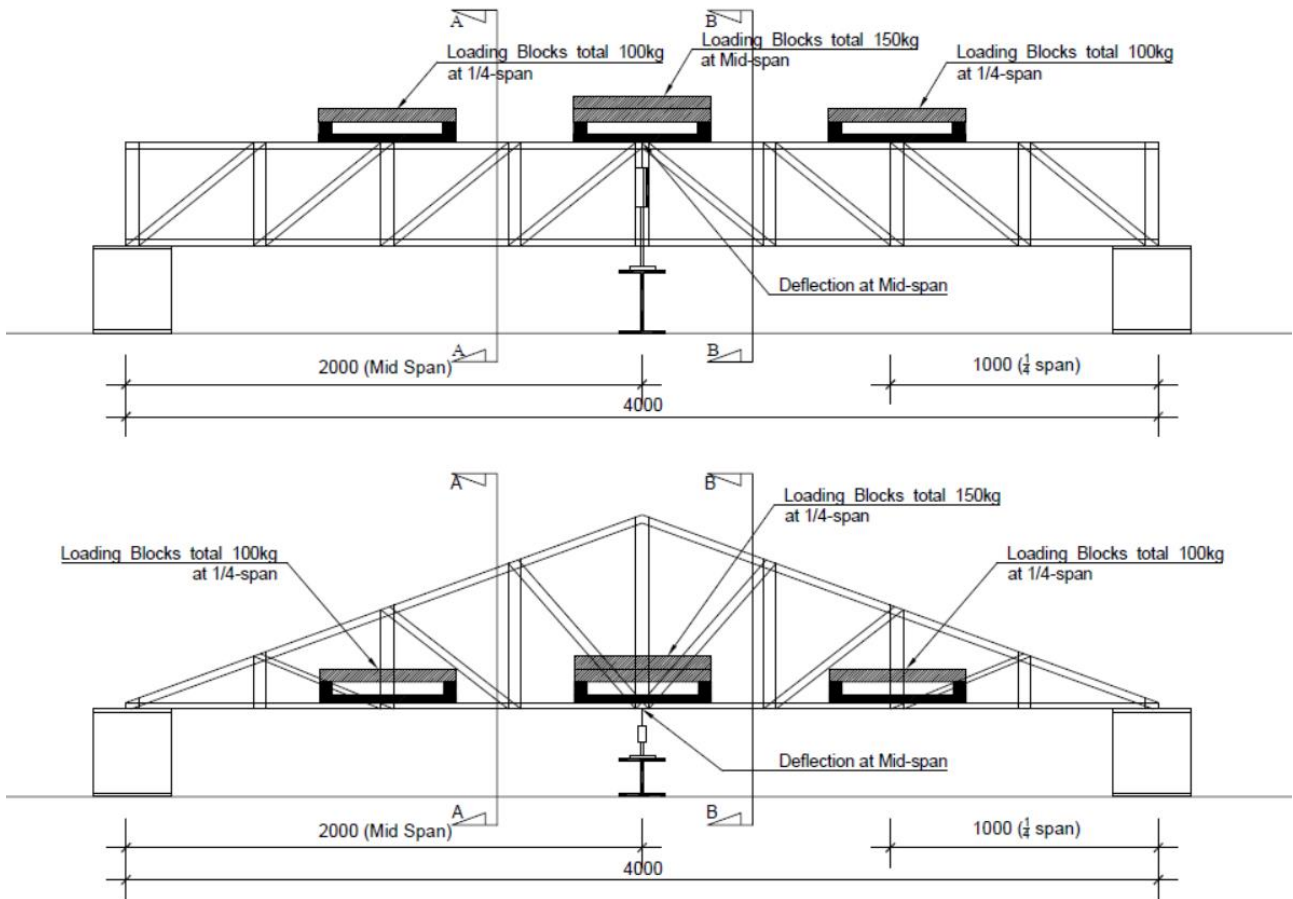 A
B
Loading Blocks total 100kg
at 1/4-span
Loading Blocks total 150kg
at Mid-span
Loading Blocks total 100kg
at 1/4-span
Deflection at Mid-span
A
B
2000 (Mid Span)
1000 (1/4 span)
4000
A
B
Loading Blocks total 150kg
at 1/4-span
Loading Blocks total 100kg
at 1/4-span
Loading Blocks total 100kg
at 1/4-span
Deflection at Mid-span
A
B
2000 (Mid Span)
1000 (1/4 span)
4000